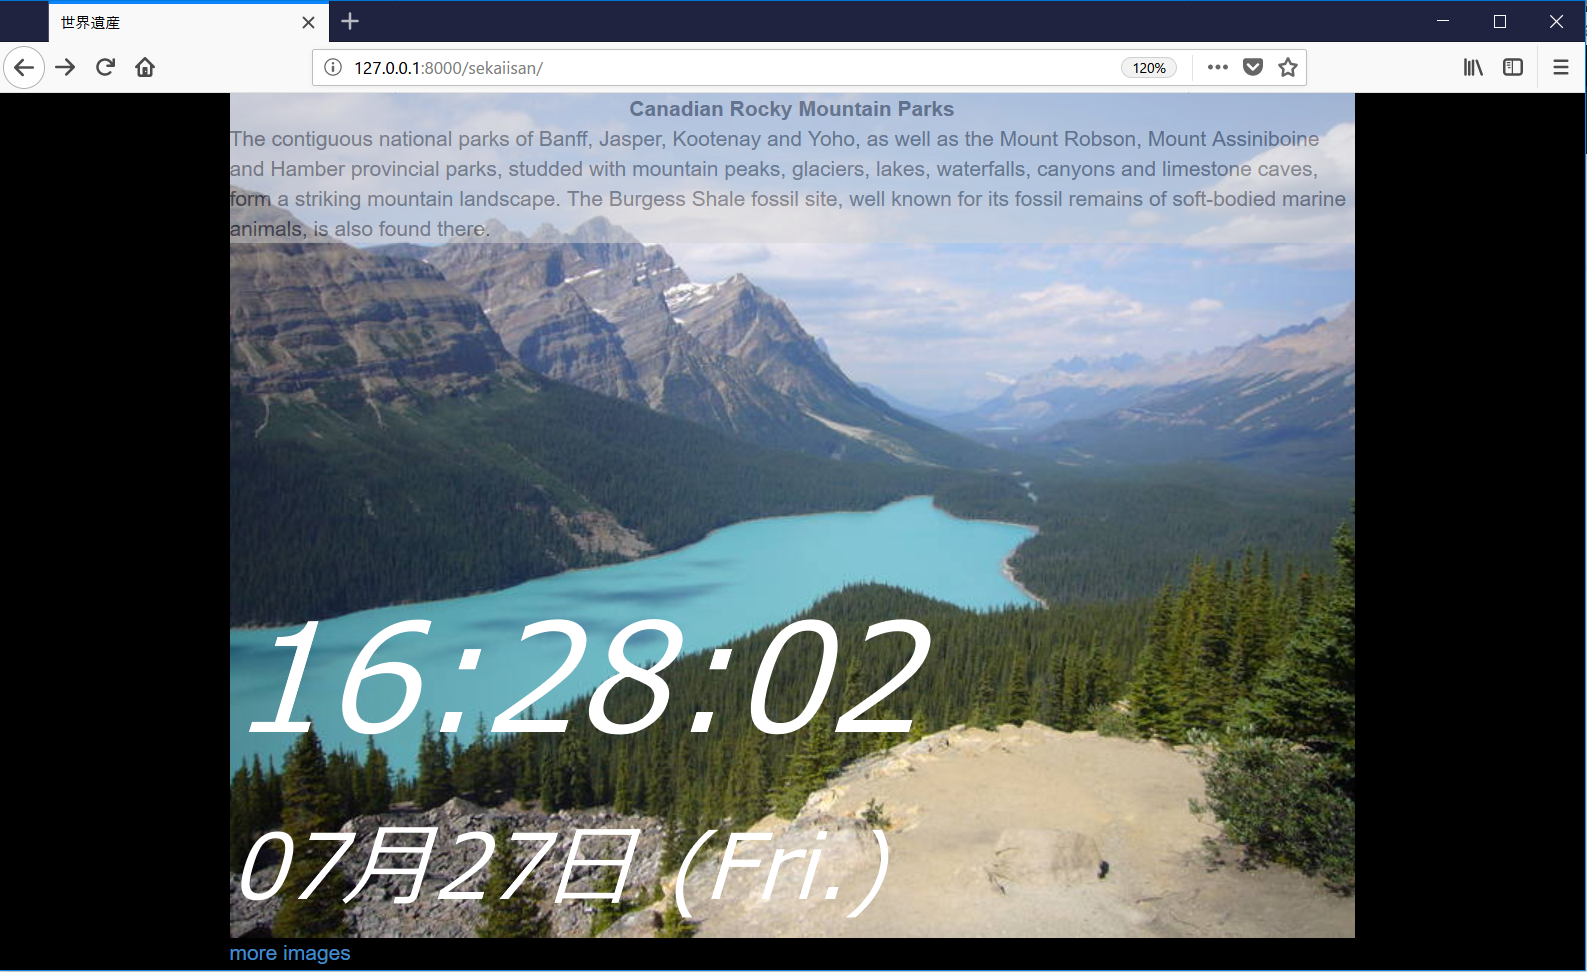 世界遺産
127.0.0.1:8000/sekaiisan/
120%
Canadian Rocky Mountain Parks
The contiguous national parks of Banff, Jasper, Kootenay and Yoho, as well as the Mount Robson, Mount Assiniboine
and Hamber provincial parks, studded with mountain peaks, glaciers, lakes, waterfalls, canyons and limestone caves,
form a striking mountain landscape. The Burgess Shale fossil site, well known for its fossil remains of soft-bodied marine
animals, is also found there.
16:28:02
07月27日 (Fri.)
more images